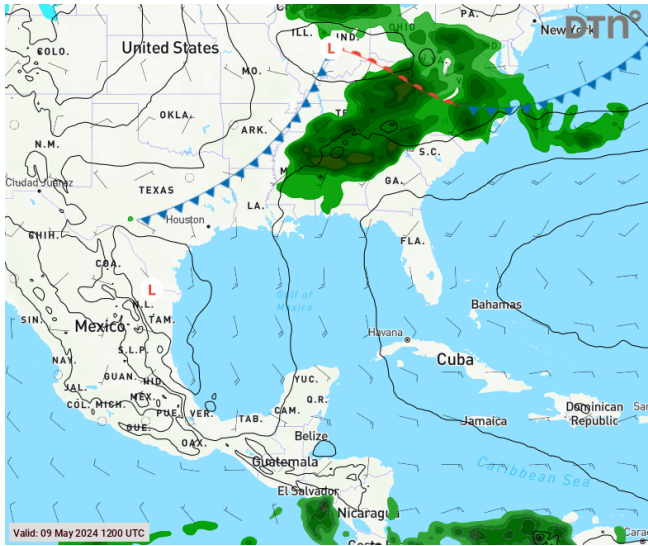 PA.
OHIO
ILL.
IND.
DTN
New York
COLO.
United States
L
MO.
OKLA.
ARK.
N.M.
S.C.
Ciudad Juárez
TEXAS
GA.
LA.
Houston
CHIH.
FLA.
COA.
L
Gulf of
Mexico
N.L.
Bahamas
SIN.
Mexico
TAM.
Havana
S.L.P.
NAY.
Cuba
GUAN.
HID.
YUC.
JAL.
MEX.
Q.R.
COL.
MICH.
PUE.
VER.
CAM.
Dominican
Republic
TAB.
Jamaica
GUE.
OAX.
Belize
Guatemala
Caribbean Sea
El Salvador
Nicaragu
Valid: 09 May 2024 1200 UTC
Costa
Carac